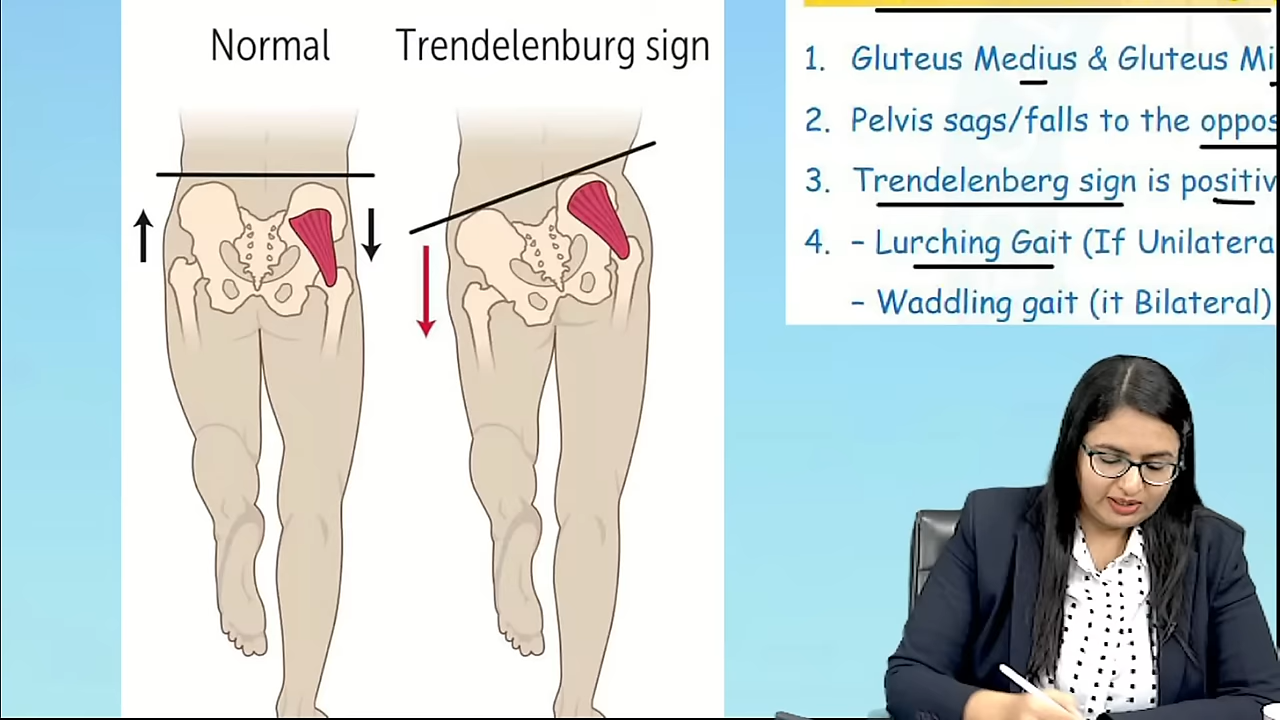 Normal Trendelenburg sign
1. Gluteus Medius & Gluteus Mi
2. Pelvis sags/falls to the oppos
3. Trendelenberg sign is positiv
4. - Lurching Gait (If Unilatera
- Waddling gait (it Bilateral)